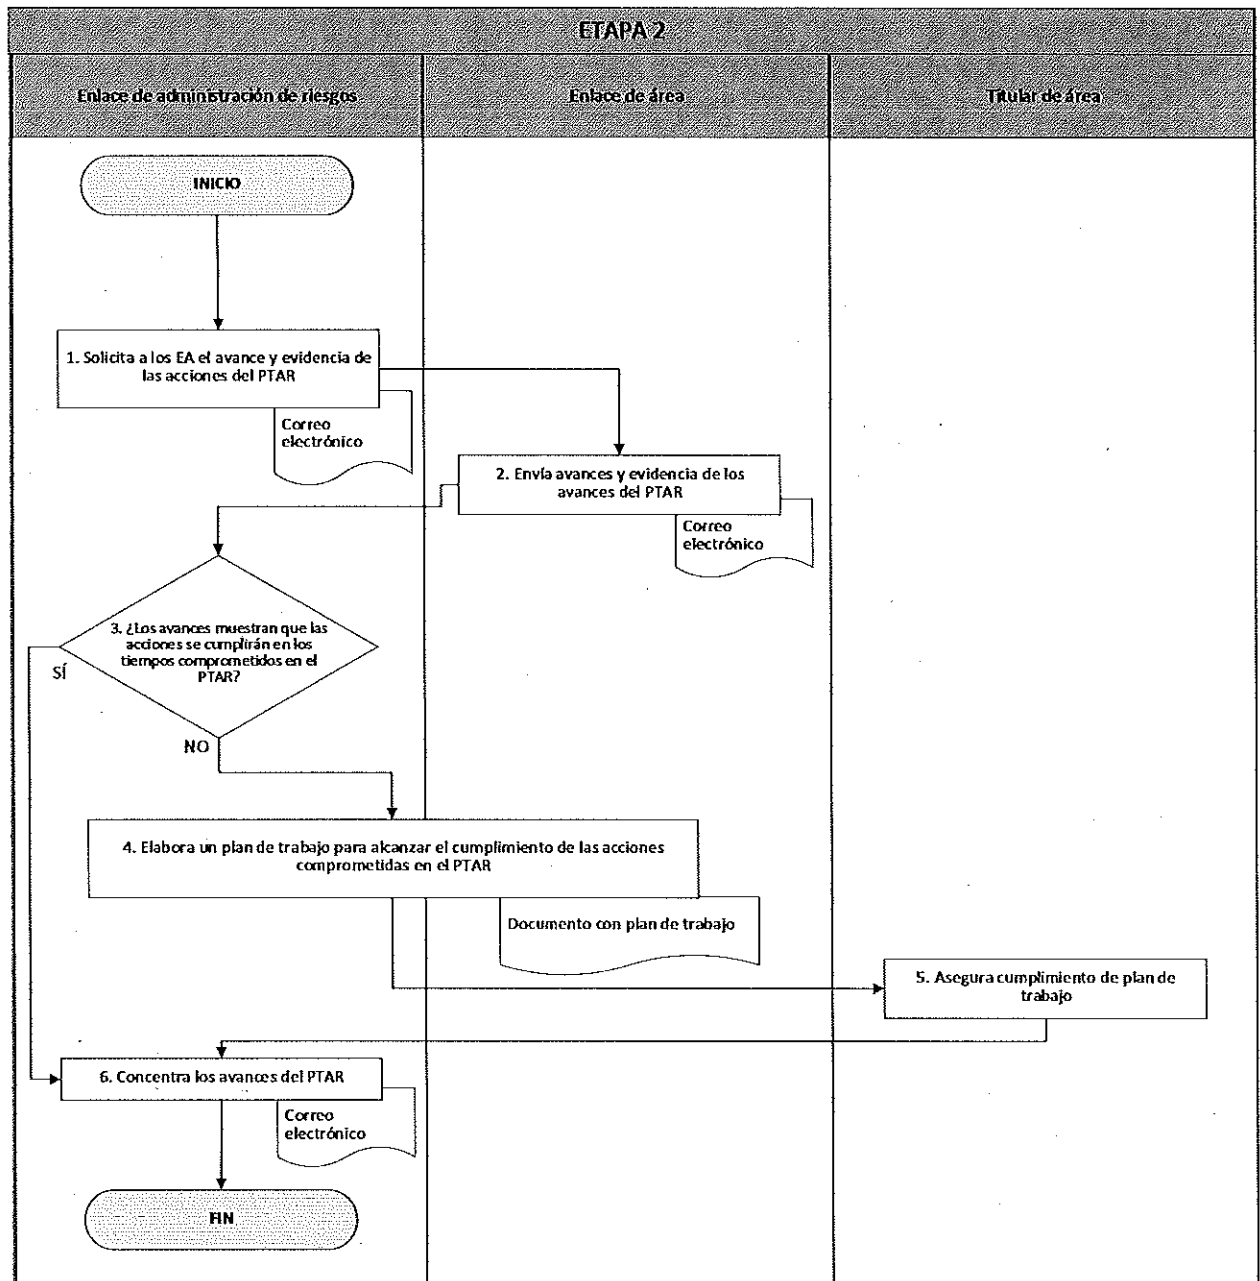 ETAPA 2
Enlace de administración de riesgos
Enlace de área
Titular de área
INICIO
1. Solicita a los EA el avance y evidencia de
las acciones del PTAR
Correo
electrónico
2. Envía avances y evidencia de los
avances del PTAR
Correo
electrónico
3. ¿Los avances muestran que las
acciones se cumplirán en los
tiempos comprometidos en el
PTAR?
SÍ
NO
4. Elabora un plan de trabajo para alcanzar el cumplimiento de las acciones
comprometidas en el PTAR
Documento con plan de trabajo
5. Asegura cumplimiento de plan de
trabajo
6. Concentra los avances del PTAR
Correo
electrónico
FIN